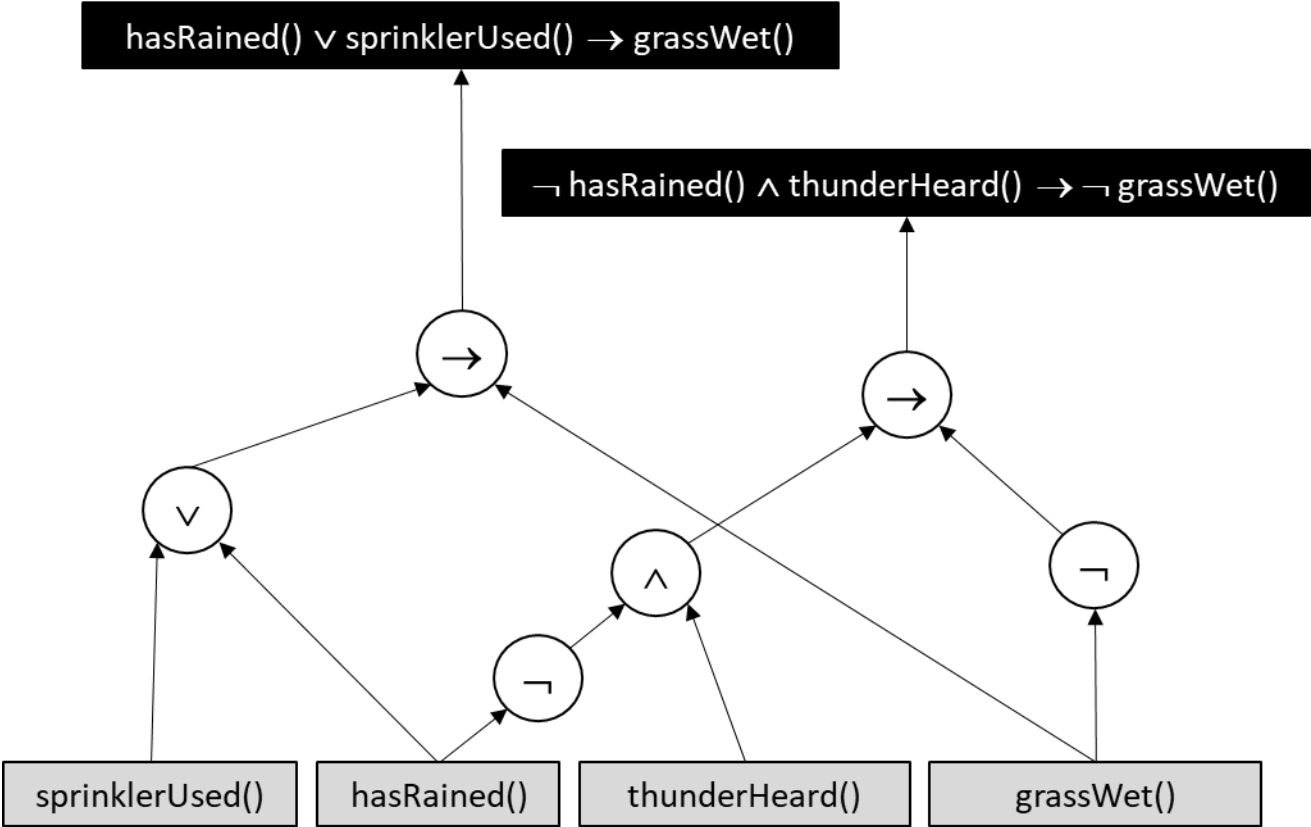 hasRained() ∨ sprinklerUsed() → grassWet()
¬ hasRained() ∧ thunderHeard() → ¬ grassWet()
→
→
∨
∧
¬
¬
sprinklerUsed()
hasRained()
thunderHeard()
grassWet()